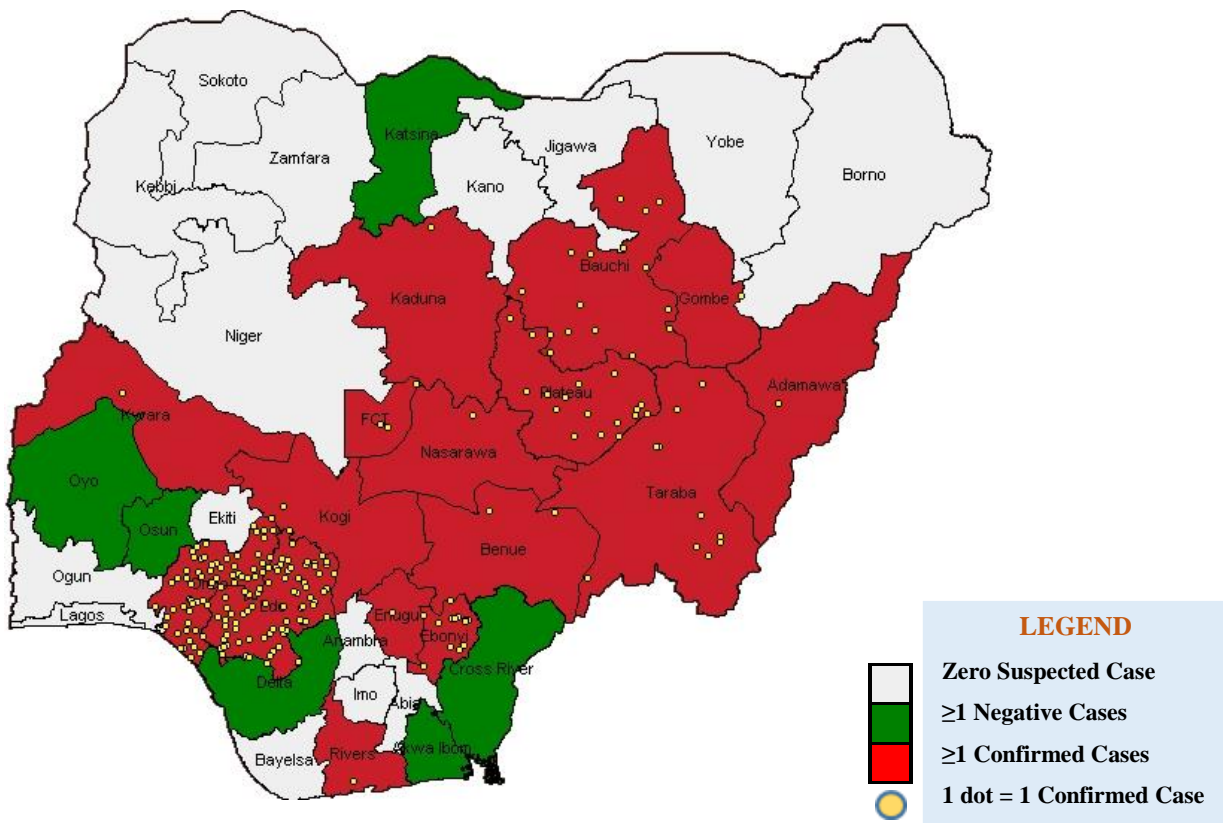 Sokoto
Katsina
Jigawa
Yobe
Zamfara
Kebbi
Kano
Borno
Bauchi
Kaduna
Gombe
Niger
Adamawa
Plateau
Kwara
FCT
Nasarawa
Oyo
Taraba
Ekiti
Kogi
Osun
Benue
Ogun
Ondo
Edo
Lagos
Enugu
Ebonyi
Anambra
Cross River
Delta
Imo
Abia
Bayelsa
Rivers
Akwa Ibom
LEGEND
Zero Suspected Case
≥1 Negative Cases
≥1 Confirmed Cases
1 dot = 1 Confirmed Case